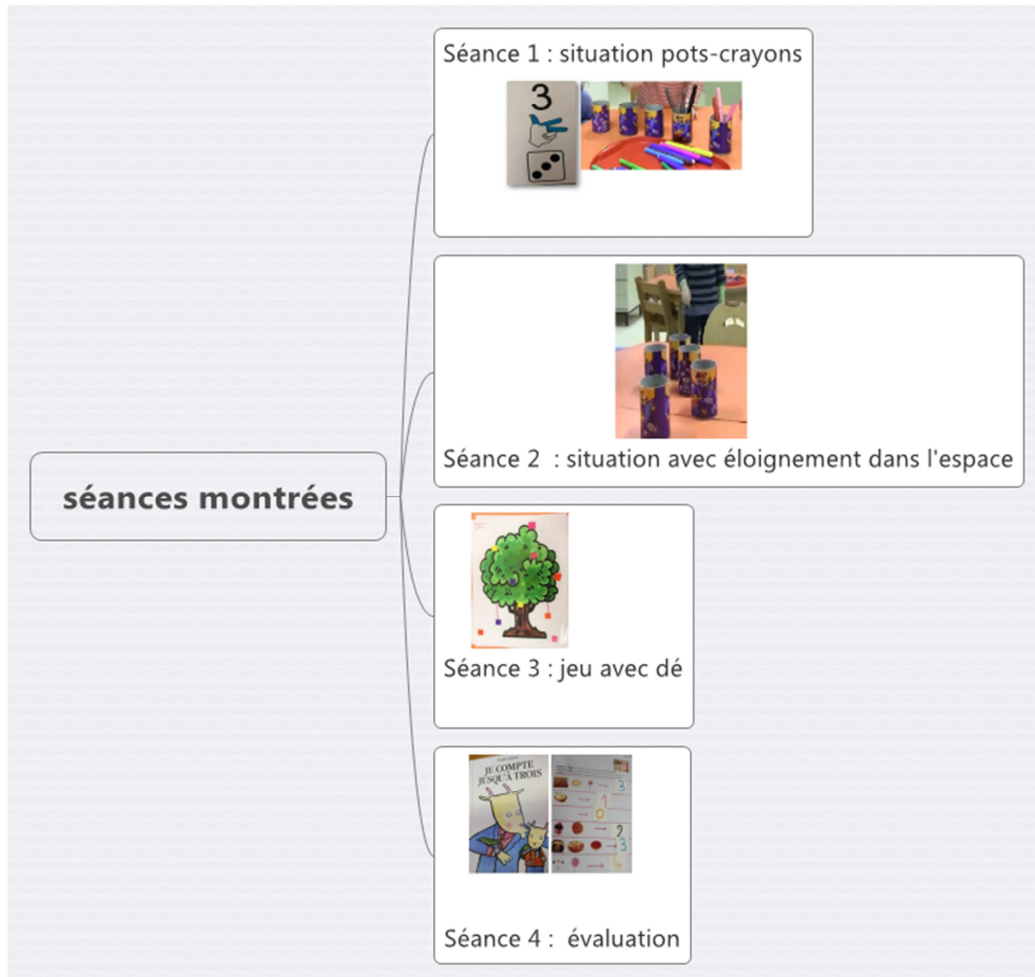 Séance 1 : situation pots-crayons
3
séances montrées
Séance 2 : situation avec éloignement dans l'espace
Séance 3 : jeu avec dé
JE COMPTE
JUSQU'À TROIS
3
1
0
3
4
Séance 4 : évaluation